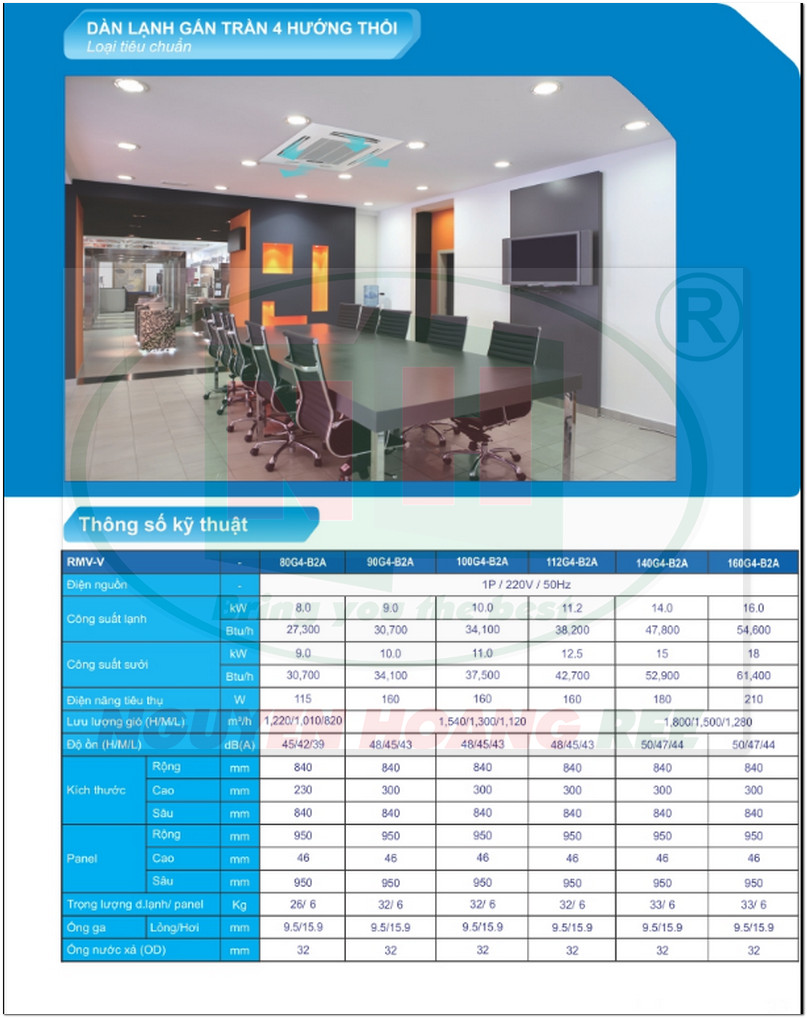 DÀN LẠNH GẮN TRẦN 4 HƯỚNG THỔI
Loại tiêu chuẩn
®
Thông số kỹ thuật
RMV-V - 80G4-B2A 90G4-B2A 100G4-B2A 112G4-B2A 140G4-B2A 160G4-B2A
Điện nguồn - 1P / 220V / 50Hz
Công suất lạnh kW 8.0 9.0 10.0 11.2 14.0 16.0
Btu/h 27,300 30,700 34,100 38,200 47,800 54,600
Bring you the best
Công suất sưởi kW 9.0 10.0 11.0 12.5 15 18
Btu/h 30,700 34,100 37,500 42,700 52,900 61,400
Điện năng tiêu thụ W 115 160 160 160 180 210
Lưu lượng gió (H/M/L) m³/h 1,220/1,010/820 1,540/1,300/1,120 1,800/1,500/1,280
NGUYEN HOANG REE
Độ ồn (H/M/L) dB(A) 45/42/39 48/45/43 48/45/43 48/45/43 50/47/44 50/47/44
Kích thước Rộng mm 840 840 840 840 840 840
Cao mm 230 300 300 300 300 300
Sâu mm 840 840 840 840 840 840
Panel Rộng mm 950 950 950 950 950 950
Cao mm 46 46 46 46 46 46
Sâu mm 950 950 950 950 950 950
Trọng lượng d.lạnh/ panel Kg 26/ 6 32/ 6 32/ 6 32/ 6 33/ 6 33/ 6
Ống ga Lỏng/Hơi mm 9.5/15.9 9.5/15.9 9.5/15.9 9.5/15.9 9.5/15.9 9.5/15.9
Ống nước xả (OD) mm 32 32 32 32 32 32